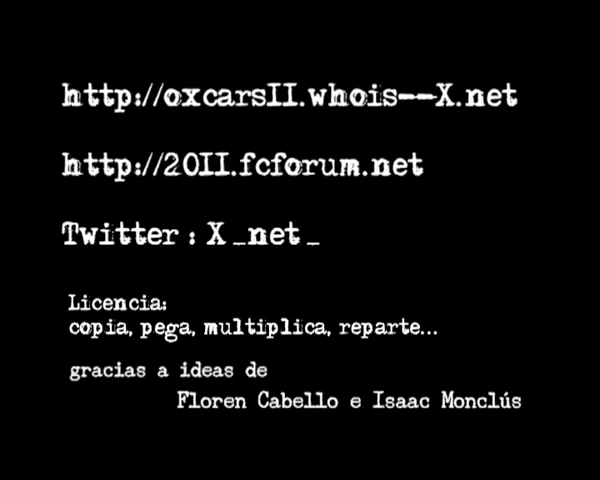 http://oxcars11.whois--X.net
http://2011.fcforum.net
Twitter : X_net_
Licencia:
copia, pega, multiplica, reparte...
gracias a ideas de
Floren Cabello e Isaac Monclús